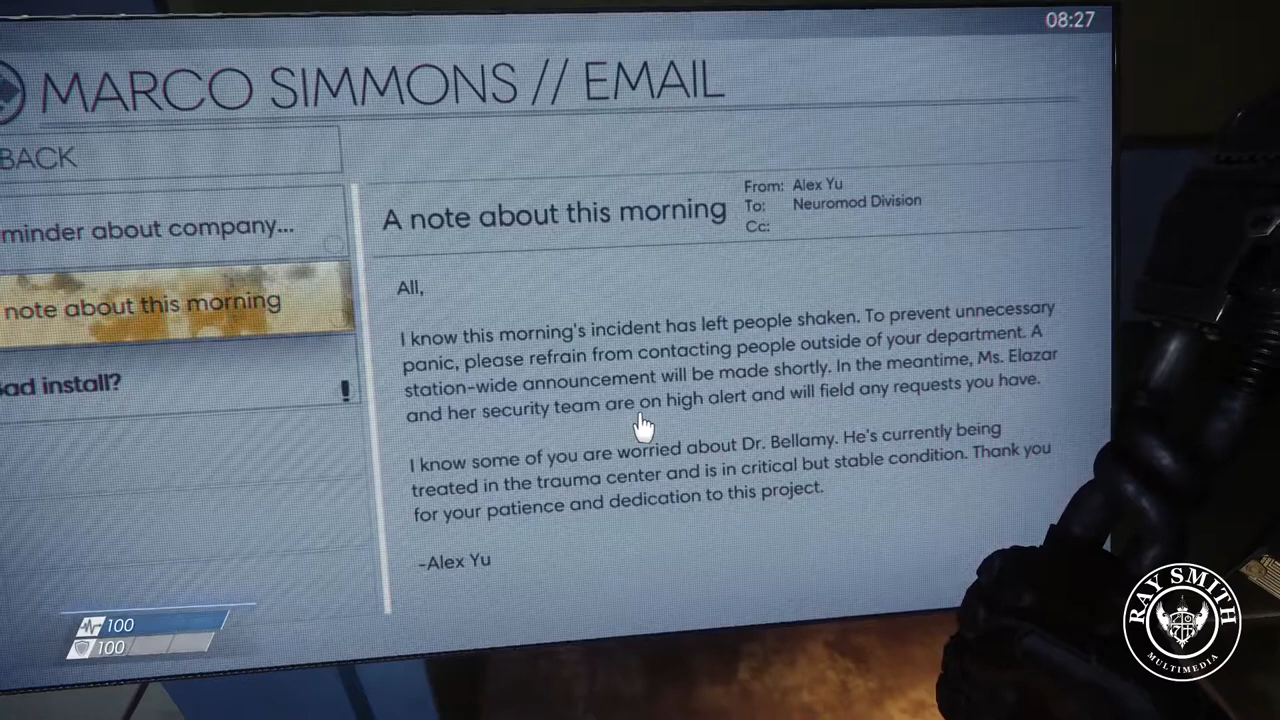 08:27
MARCO SIMMONS // EMAIL
BACK
minder about company...
note about this morning
ad install?
!
A note about this morning
From: Alex Yu
To: Neuromod Division
Cc:
All,
I know this morning's incident has left people shaken. To prevent unnecessary
panic, please refrain from contacting people outside of your department. A
station-wide announcement will be made shortly. In the meantime, Ms. Elazar
and her security team are on high alert and will field any requests you have.
I know some of you are worried about Dr. Bellamy. He's currently being
treated in the trauma center and is in critical but stable condition. Thank you
for your patience and dedication to this project.
-Alex Yu
100
100
RAY SMITH
MULTIMEDIA